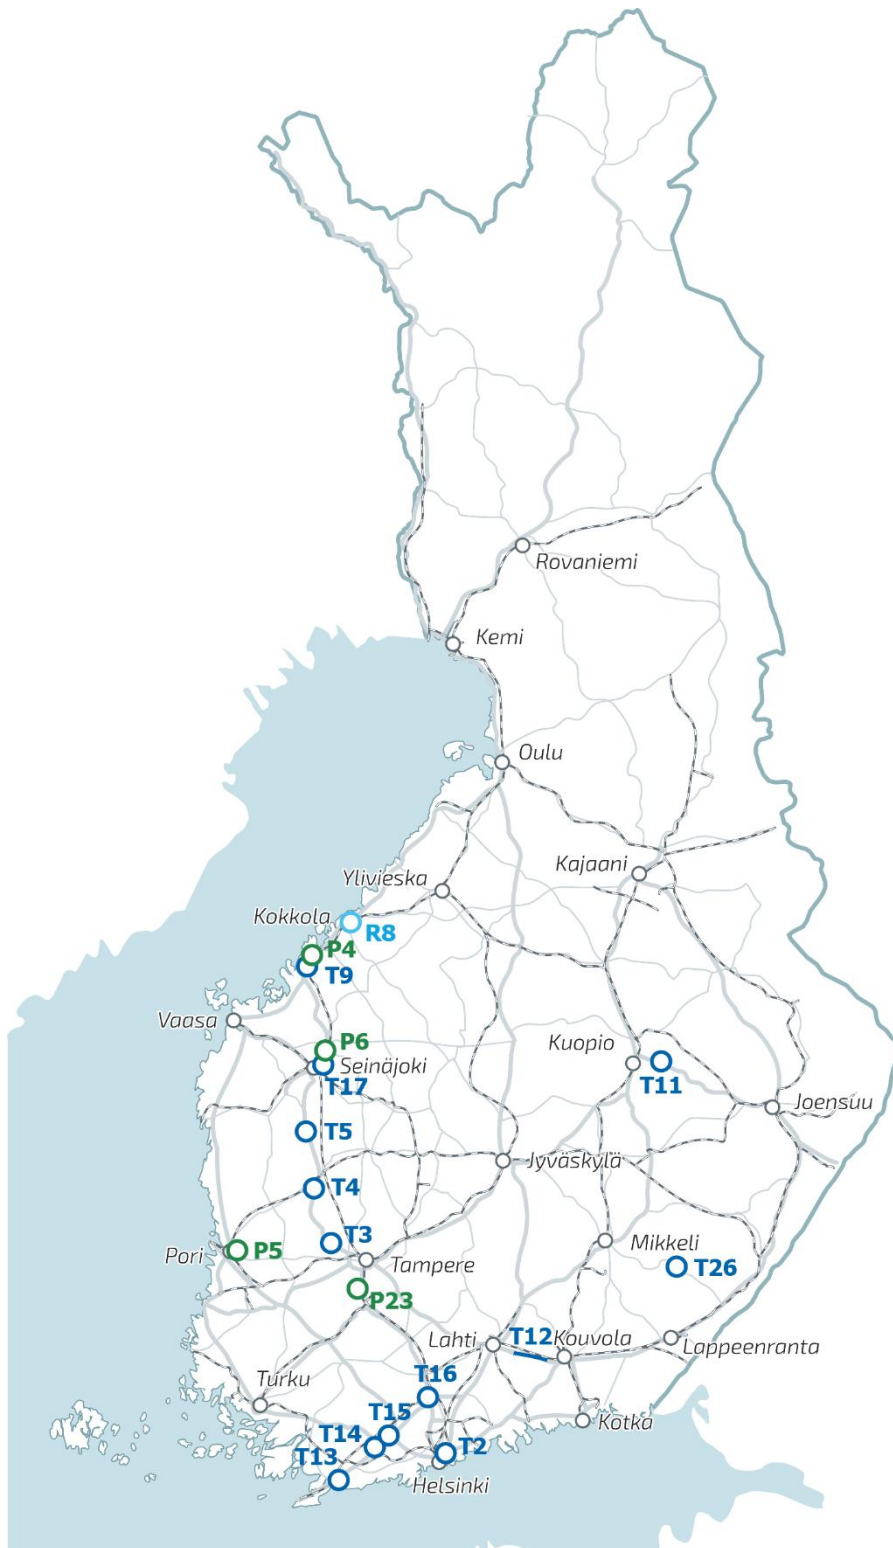 Rovaniemi
Kemi
Oulu
Kajaani
Ylivieska
Kokkola
R8
P4
T9
Vaasa
P6
Kuopio
Seinäjoki
T17
T11
Joensuu
T5
Jyväskylä
T4
T3
Mikkeli
Pori
P5
Tampere
T26
P23
Lahti
T12
Kouvola
Lappeenranta
T16
Turku
T15
Kotka
T14
T13
T2
Helsinki